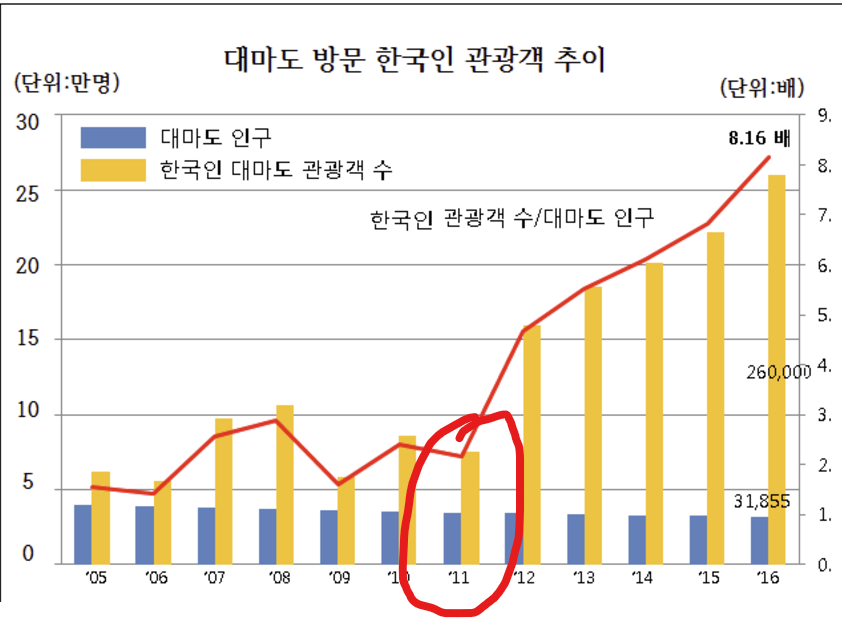 대마도 방문 한국인 관광객 추이
(단위:만명)
(단위:배)
대마도 인구
한국인 대마도 관광객 수
한국인 관광객 수/대마도 인구
8.16 배
260,000
31,855
30
25
20
15
10
5
0
9.
8.
7.
6.
5.
4.
3.
2.
1.
0.
'05 '06 '07 '08 '09 '10 '11 '12 '13 '14 '15 '16